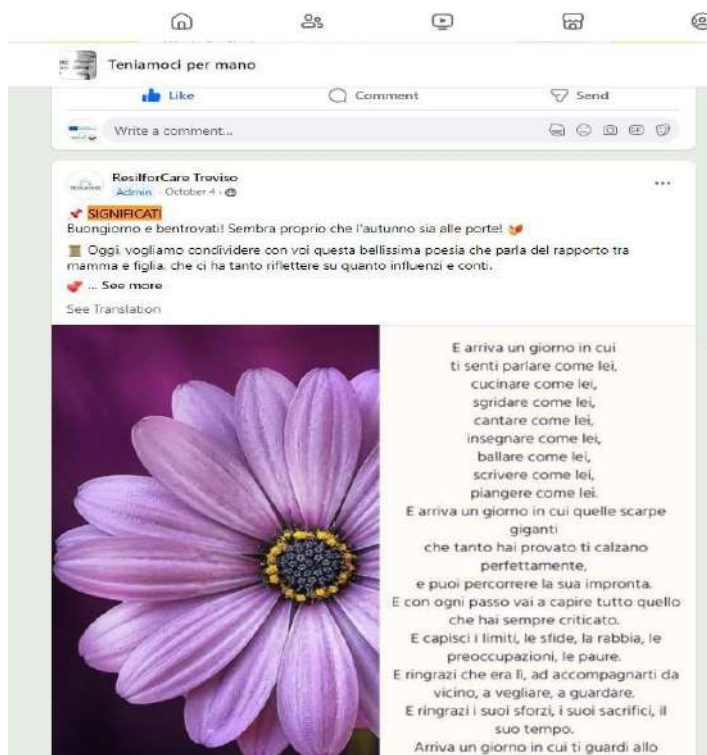 Teniamoci per mano
Like
Comment
Send
Write a comment...
ResilforCare Treviso
Admin · October 4 ·
SIGNIFICATI
Buongiorno e bentrovati! Sembra proprio che l'autunno sia alle porte!
Oggi, vogliamo condividere con voi questa bellissima poesia che parla del rapporto tra
mamma e figlia, che ci ha tanto riflettere su quanto influenzi e conti.
... See more
See Translation
E arriva un giorno in cui
ti senti parlare come lei,
cucinare come lei,
sgridare come lei,
cantare come lei,
insegnare come lei,
ballare come lei,
scrivere come lei,
piangere come lei.
E arriva un giorno in cui quelle scarpe
giganti
che tanto hai provato ti calzano
perfettamente,
e puoi percorrere la sua impronta.
E con ogni passo vai a capire tutto quello
che hai sempre criticato.
E capisci i limiti, le sfide, la rabbia, le
preoccupazioni, le paure.
E ringrazi che era lì, ad accompagnarti da
vicino, a vegliare, a guardare.
E ringrazi i suoi sforzi, i suoi sacrifici, il
suo tempo.
Arriva un giorno in cui ti guardi allo